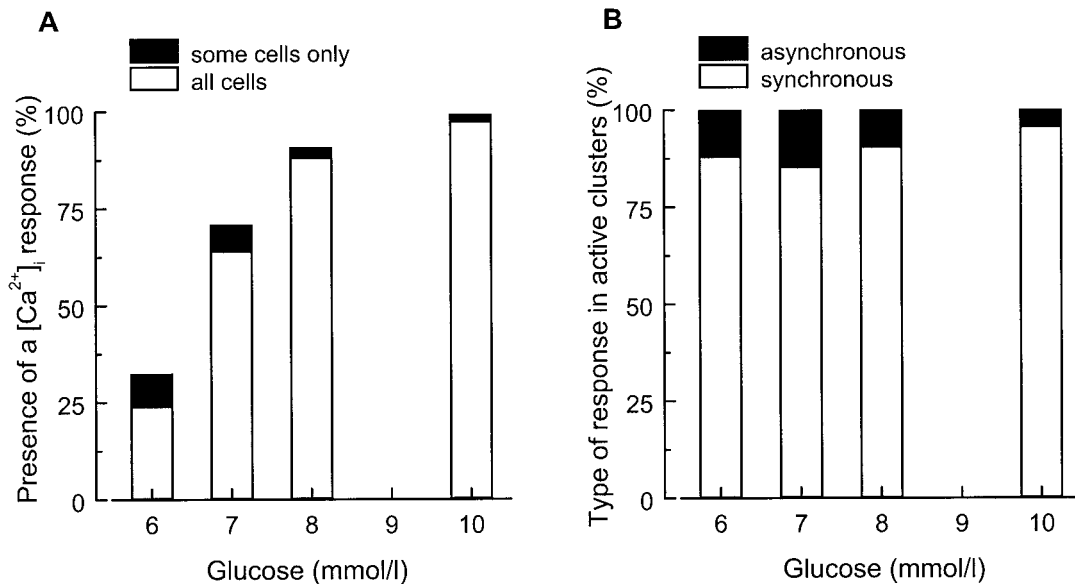 A
some cells only
all cells
Presence of a [Ca2+]i response (%)
100
75
50
25
0
6 7 8 9 10
Glucose (mmol/l)
B
asynchronous
synchronous
Type of response in active clusters (%)
100
75
50
25
0
6 7 8 9 10
Glucose (mmol/l)